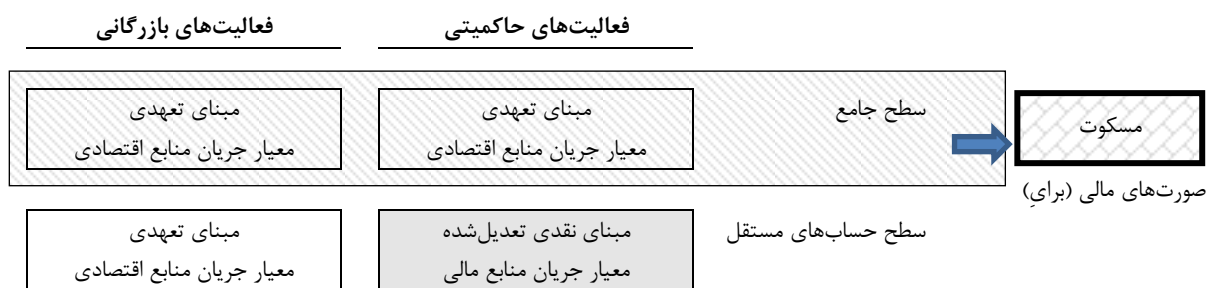 فعالیت‌های حاکمیتی
فعالیت‌های بازرگانی
مسکوت
صورت‌های مالی (برایِ)
سطح جامع
مبنای تعهدی
معیار جریان منابع اقتصادی
مبنای تعهدی
معیار جریان منابع اقتصادی
سطح حساب‌های مستقل
مبنای نقدی تعدیل‌شده
معیار جریان منابع مالی
مبنای تعهدی
معیار جریان منابع اقتصادی